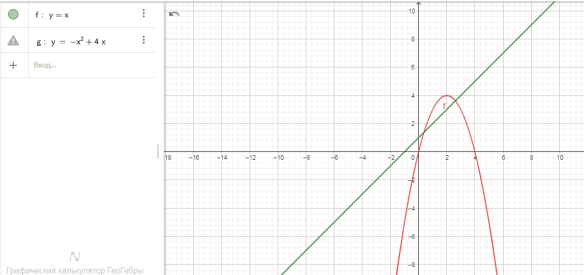 f : y = x
g : y = −x² + 4 x
+ Ввод...
10
8
6
4
f
2
18 −16 −14 −12 −10 −8 −6 −4 −2 0 2 4 6 8 10
−2
−4
−6
−8
Графический калькулятор ГеоГебры